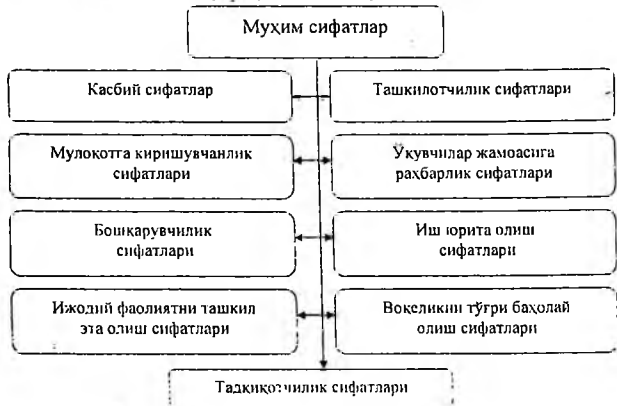 Муҳим сифатлар
Касбий сифатлар
Ташкилотчилик сифатлари
Мулоқотга киришувчанлик
сифатлари
Ўқувчилар жамоасига
раҳбарлик сифатлари
Бошқарувчилик
сифатлари
Иш юрита олиш
сифатлари
Ижодий фаолиятни ташкил
эта олиш сифатлари
Воқеликни тўғри баҳолай
олиш сифатлари
Тадқиқотчилик сифатлари